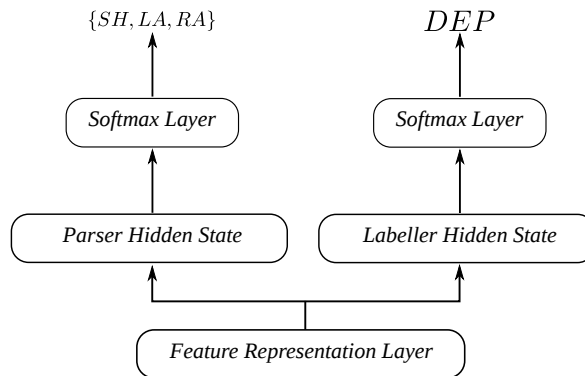 {SH, LA, RA}
DEP
Softmax Layer
Softmax Layer
Parser Hidden State
Labeller Hidden State
Feature Representation Layer